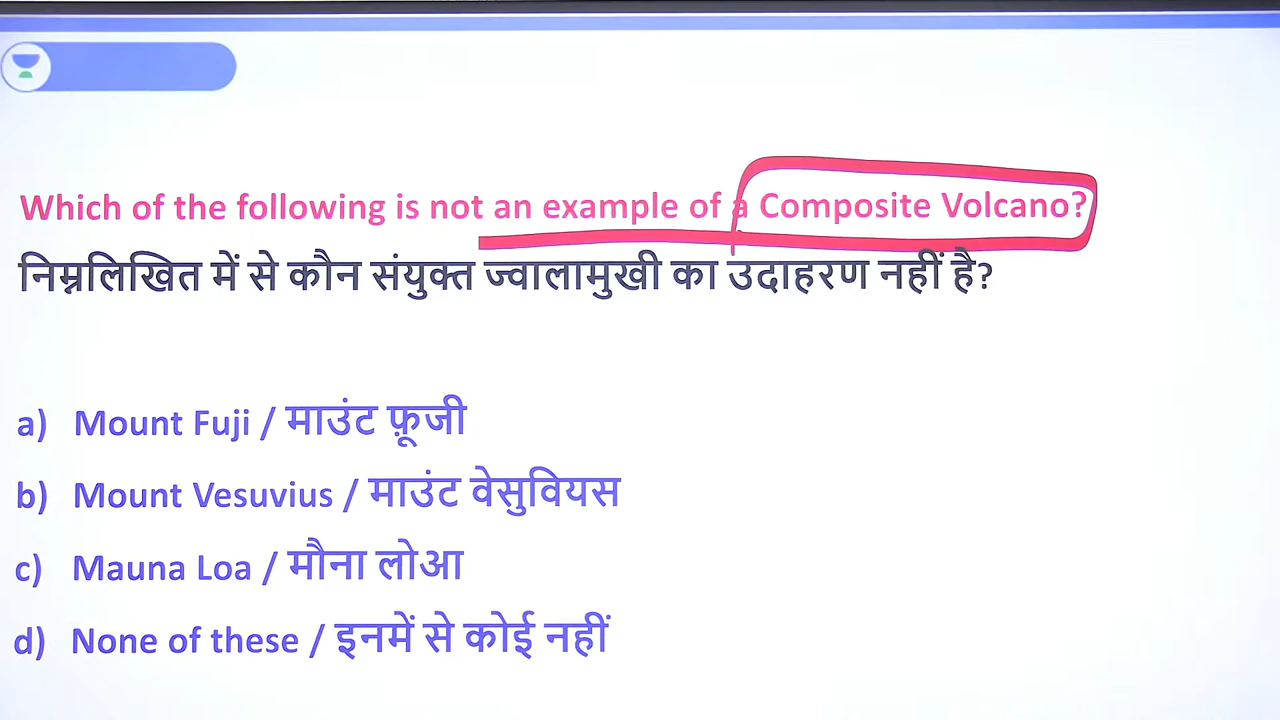 Which of the following is not an example of a Composite Volcano?
निम्नलिखित में से कौन संयुक्त ज्वालामुखी का उदाहरण नहीं है?
a) Mount Fuji / माउंट फ़ूजी
b) Mount Vesuvius / माउंट वेसुवियस
c) Mauna Loa / मौना लोआ
d) None of these / इनमें से कोई नहीं